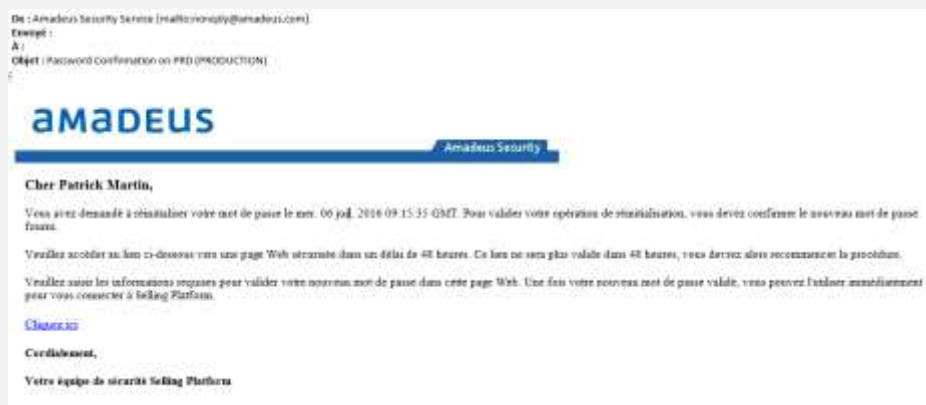 De : Amadeus Security Service [mailto:noreply@amadeus.com]
Envoyé :
À :
Objet : Password Confirmation on PRD (PRODUCTION)
:
amadeus
Amadeus Security
Cher Patrick Martin,
Vous avez demandé à réinitialiser votre mot de passe le mer. 06 juil. 2016 09:15:35 GMT. Pour valider votre opération de réinitialisation, vous devez confirmer le nouveau mot de passe
fourni.
Veuillez accéder au lien ci-dessous vers une page Web sécurisée dans un délai de 48 heures. Ce lien ne sera plus valide dans 48 heures, vous devrez alors recommencer la procédure.
Veuillez saisir les informations requises pour valider votre nouveau mot de passe dans cette page Web. Une fois votre nouveau mot de passe validé, vous pouvez l'utiliser immédiatement
pour vous connecter à Selling Platform.
Cliquez ici
Cordialement,
Votre équipe de sécurité Selling Platform